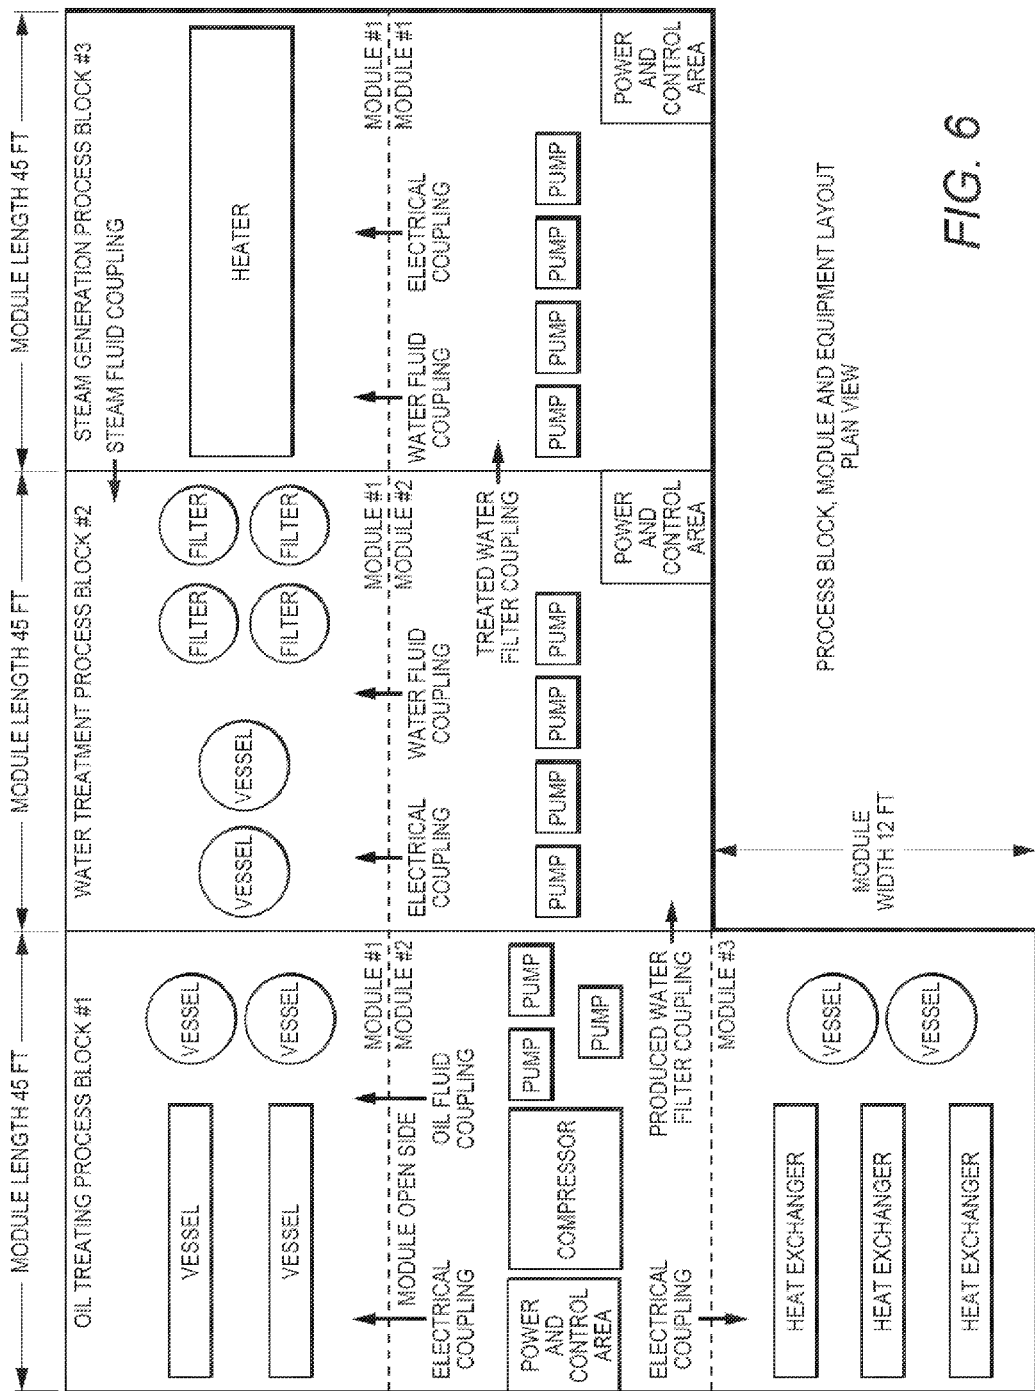 MODULE LENGTH 45 FT
MODULE LENGTH 45 FT
MODULE LENGTH 45 FT
OIL TREATING PROCESS BLOCK #1
VESSEL
VESSEL
VESSEL
VESSEL
MODULE #1
MODULE #2
ELECTRICAL
COUPLING
MODULE OPEN SIDE
OIL FLUID
COUPLING
POWER
AND
CONTROL
AREA
COMPRESSOR
PUMP
PUMP
PUMP
ELECTRICAL
COUPLING
PRODUCED WATER
FILTER COUPLING
MODULE #3
HEAT EXCHANGER
HEAT EXCHANGER
HEAT EXCHANGER
VESSEL
VESSEL
WATER TREATMENT PROCESS BLOCK #2
VESSEL
VESSEL
FILTER
FILTER
FILTER
FILTER
MODULE #1
MODULE #2
ELECTRICAL
COUPLING
WATER FLUID
COUPLING
TREATED WATER
FILTER COUPLING
PUMP
PUMP
PUMP
PUMP
POWER
AND
CONTROL
AREA
STEAM GENERATION PROCESS BLOCK #3
STEAM FLUID COUPLING
HEATER
MODULE #1
MODULE #1
WATER FLUID
COUPLING
ELECTRICAL
COUPLING
PUMP
PUMP
PUMP
PUMP
POWER
AND
CONTROL
AREA
MODULE
WIDTH 12 FT
PROCESS BLOCK, MODULE AND EQUIPMENT LAYOUT
PLAN VIEW
FIG. 6